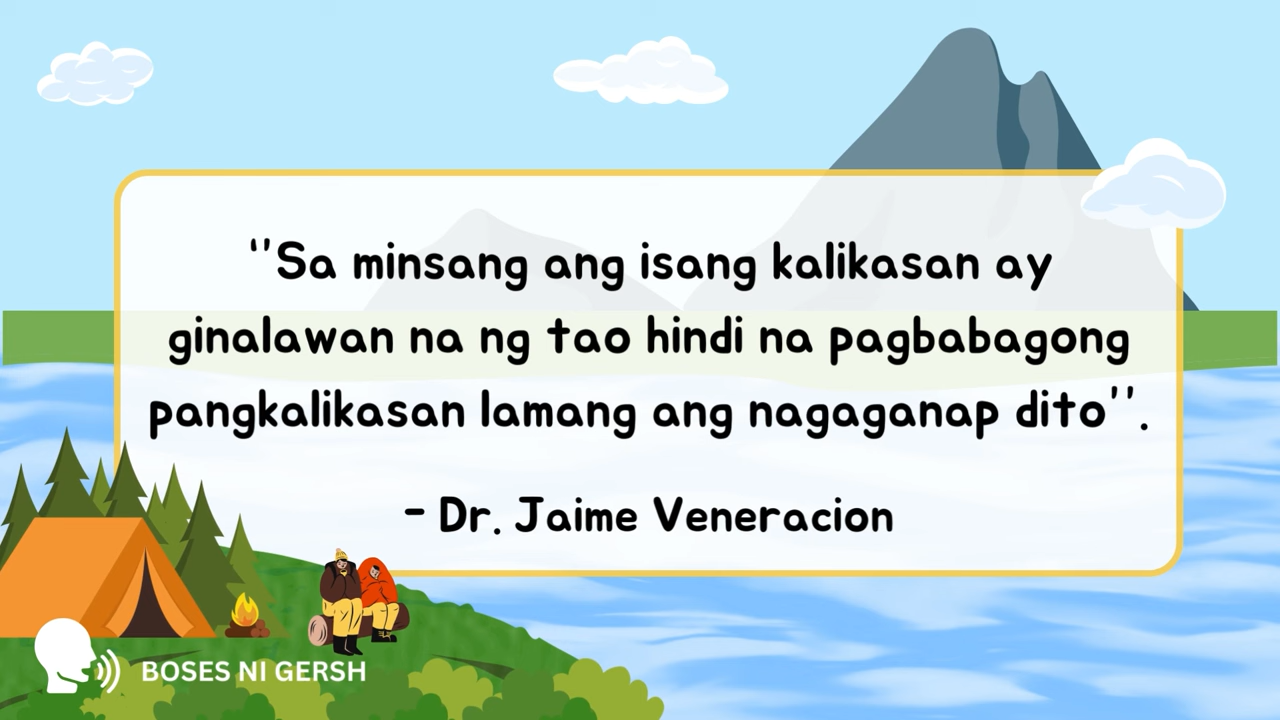 ''Sa minsang ang isang kalikasan ay
ginalawan na ng tao hindi na pagbabagong
pangkalikasan lamang ang nagaganap dito''.
- Dr. Jaime Veneracion
BOSES NI GERSH